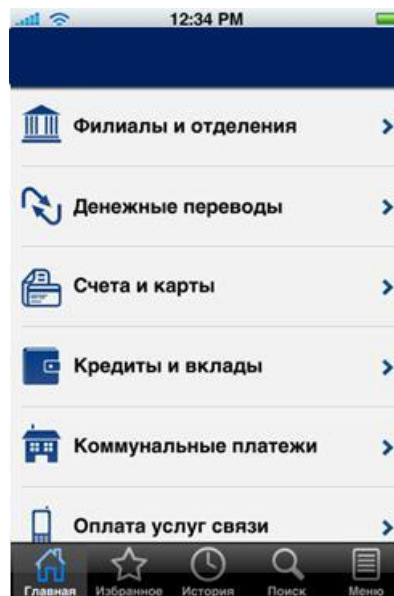 12:34 PM
Филиалы и отделения
Денежные переводы
Счета и карты
Кредиты и вклады
Коммунальные платежи
Оплата услуг связи
Главная Избранное История Поиск Меню